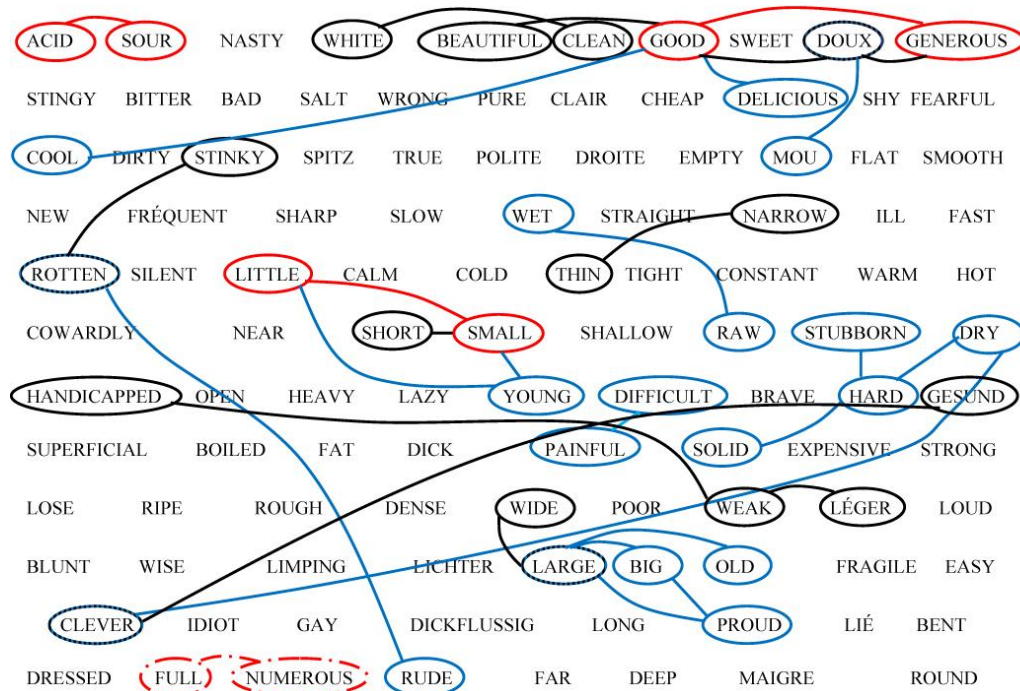 ACID SOUR NASTY WHITE BEAUTIFUL CLEAN GOOD SWEET DOUX GENEROUS
STINGY BITTER BAD SALT WRONG PURE CLAIR CHEAP DELICIOUS SHY FEARFUL
COOL DIRTY STINKY SPITZ TRUE POLITE DROITE EMPTY MOU FLAT SMOOTH
NEW FRÉQUENT SHARP SLOW WET STRAIGHT NARROW ILL FAST
ROTTEN SILENT LITTLE CALM COLD THIN TIGHT CONSTANT WARM HOT
COWARDLY NEAR SHORT SMALL SHALLOW RAW STUBBORN DRY
HANDICAPPED OPEN HEAVY LAZY YOUNG DIFFICULT BRAVE HARD GESUND
SUPERFICIAL BOILED FAT DICK PAINFUL SOLID EXPENSIVE STRONG
LOSE RIPE ROUGH DENSE WIDE POOR WEAK LÉGER LOUD
BLUNT WISE LIMPING LICHTER LARGE BIG OLD FRAGILE EASY
CLEVER IDIOT GAY DICKFLUSSIG LONG PROUD LIÉ BENT
DRESSED FULL NUMEROUS RUDE FAR DEEP MAIGRE ROUND